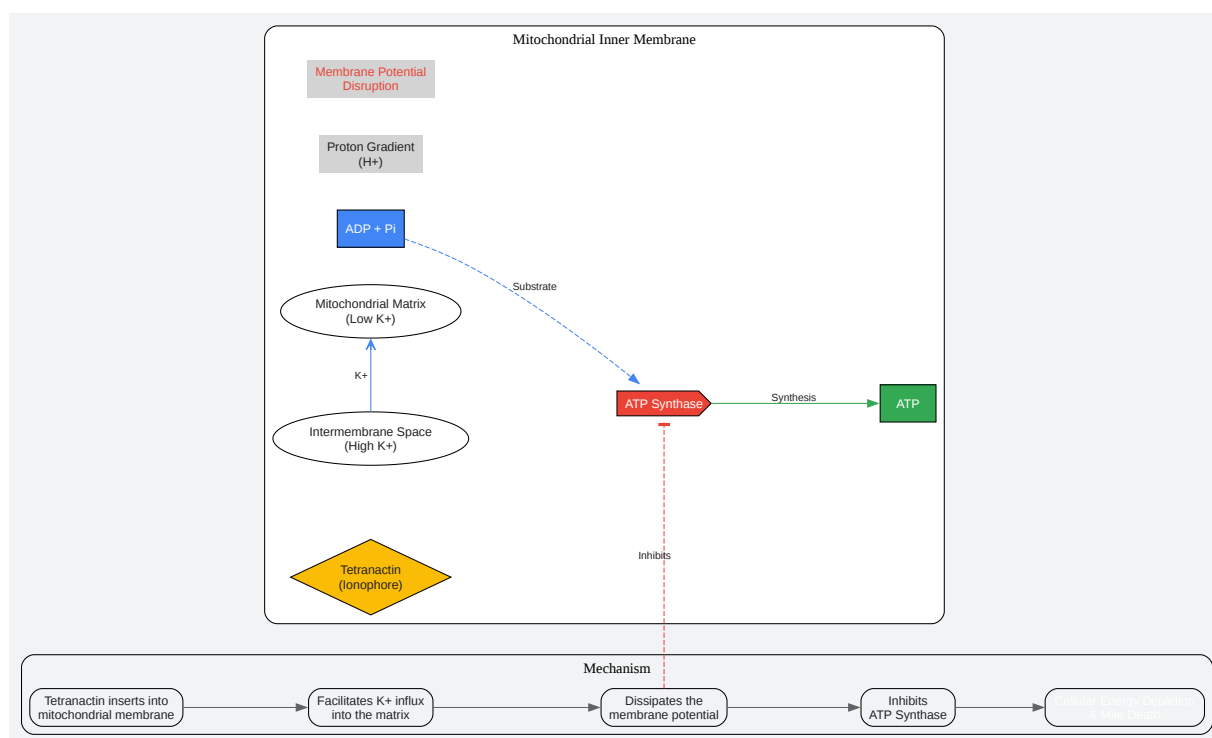 Mitochondrial Inner Membrane
Membrane Potential
Disruption
Proton Gradient
(H+)
ADP + Pi
Substrate
Mitochondrial Matrix
(Low K+)
K+
Intermembrane Space
(High K+)
ATP Synthase
Synthesis
ATP
Inhibits
Tetranactin
(Ionophore)
Mechanism
Tetranactin inserts into
mitochondrial membrane
Facilitates K+ influx
into the matrix
Dissipates the
membrane potential
Inhibits
ATP Synthase
Cellular Energy Depletion
& Mite Death